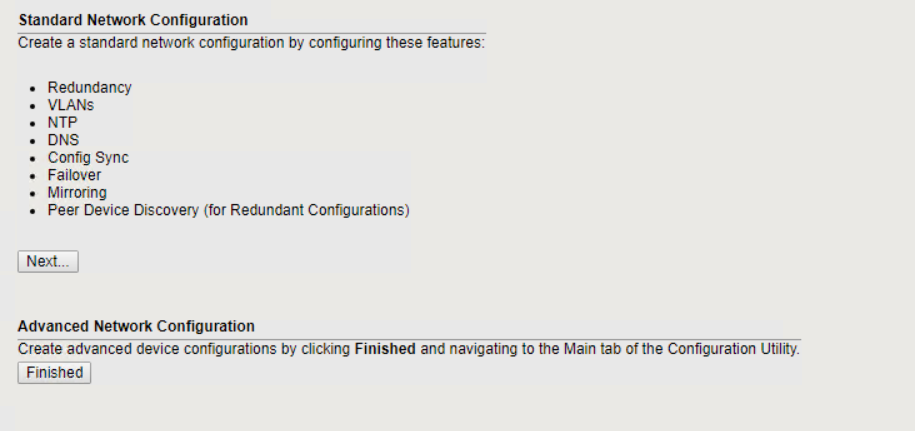 Standard Network Configuration
Create a standard network configuration by configuring these features:
• Redundancy
• VLANs
• NTP
• DNS
• Config Sync
• Failover
• Mirroring
• Peer Device Discovery (for Redundant Configurations)
Next...
Advanced Network Configuration
Create advanced device configurations by clicking Finished and navigating to the Main tab of the Configuration Utility.
Finished